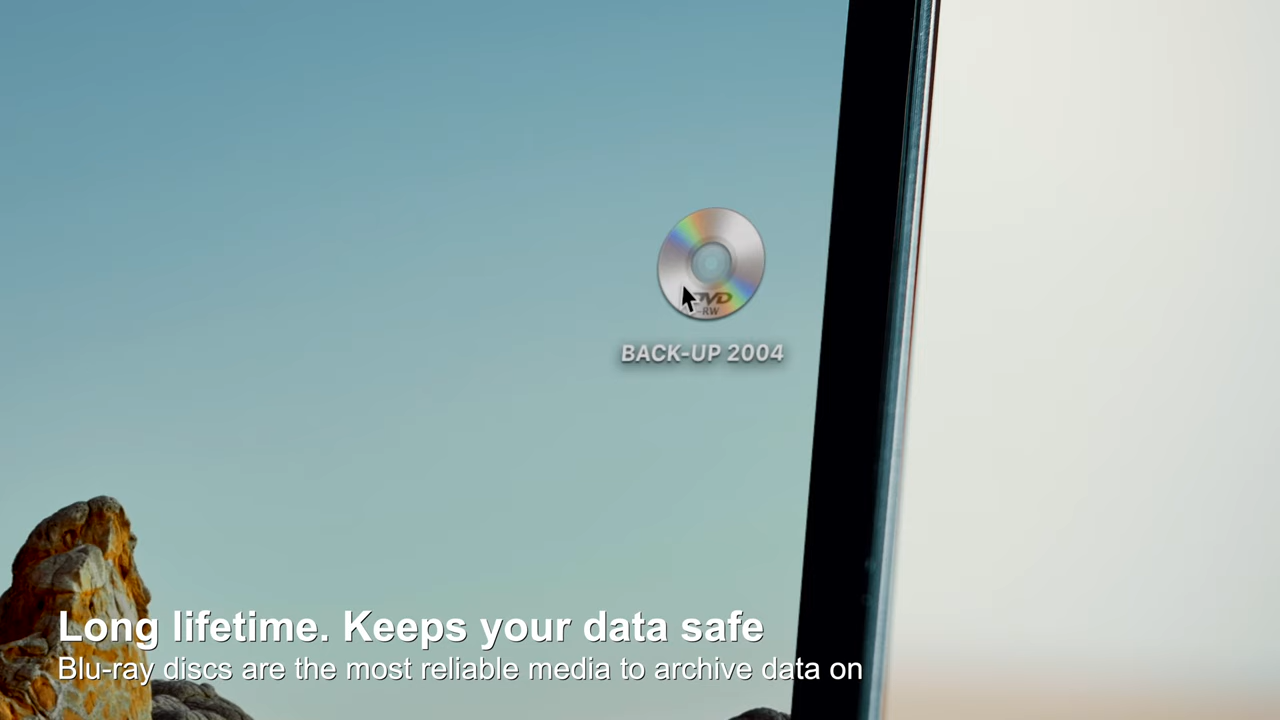 DVD
-RW
BACK-UP 2004
Long lifetime. Keeps your data safe
Blu-ray discs are the most reliable media to archive data on